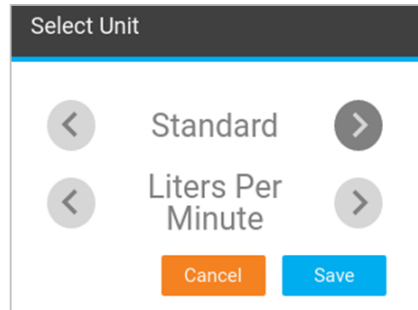 Select Unit
Standard
Liters Per
Minute
Cancel Save